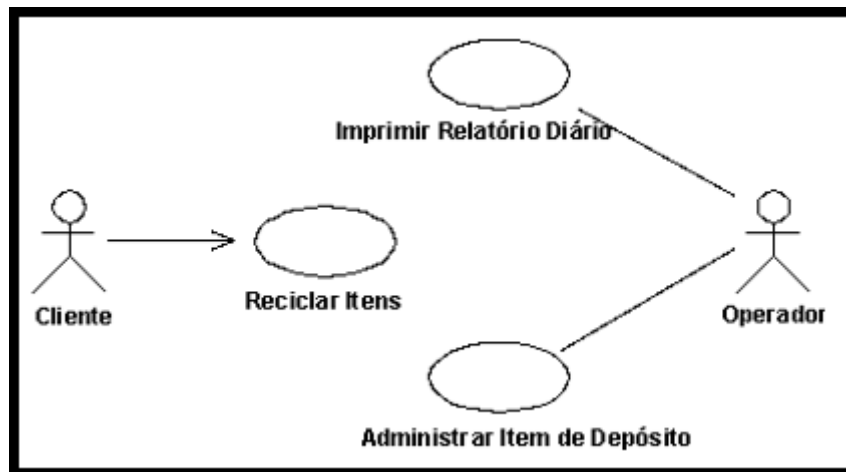 Imprimir Relatório Diário
Cliente
Reciclar Itens
Operador
Administrar Item de Depósito